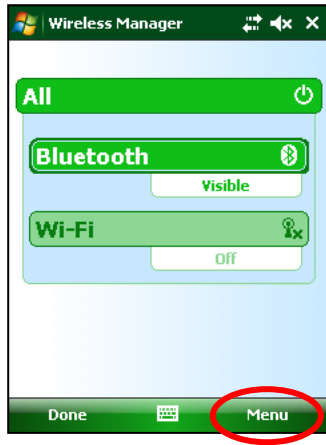 Wireless Manager
All
Bluetooth
Visible
Wi-Fi
Off
Done Menu